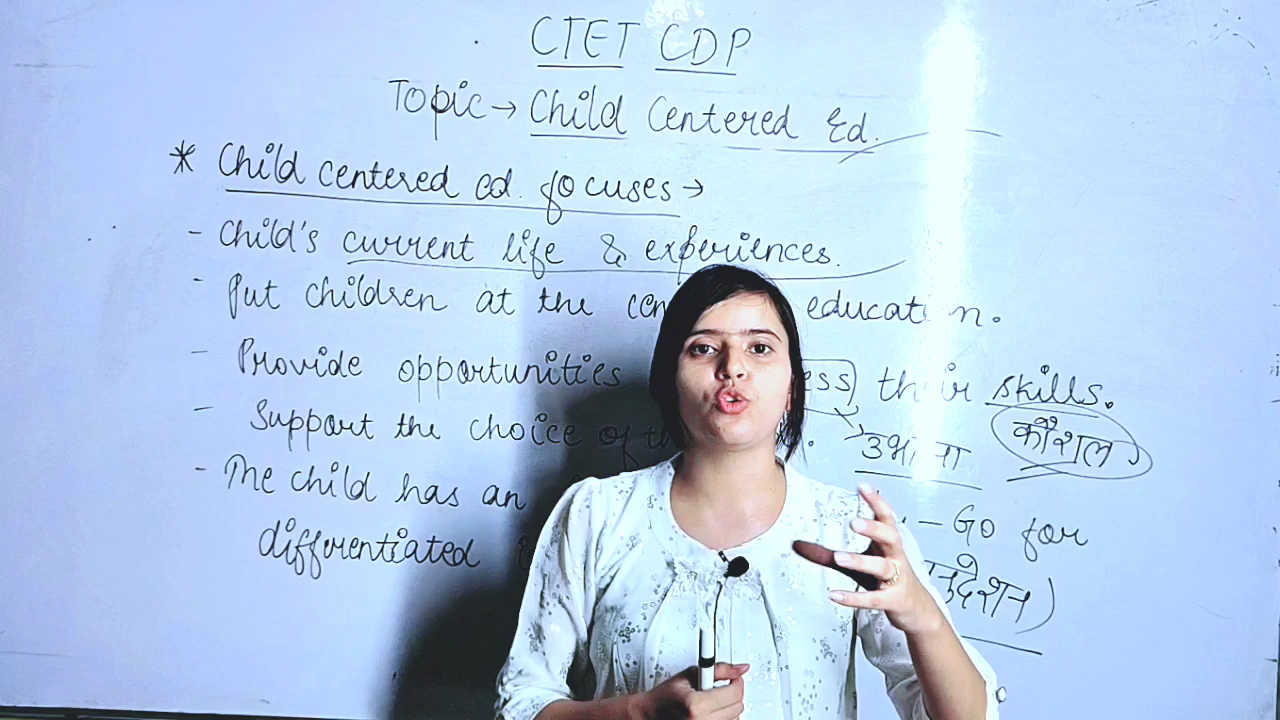 CTET CDP
Topic → Child Centered Ed.
* Child centered ed. focuses →
- Child's current life & experiences.
- Put children at the education.
- Provide opportunities their skills.
- Support the choice of कौशल
- The child has an - Go for
differentiated